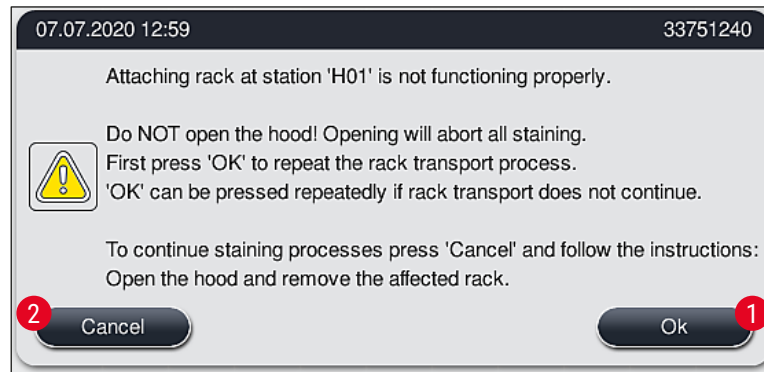 07.07.2020 12:59 33751240
Attaching rack at station 'H01' is not functioning properly.
Do NOT open the hood! Opening will abort all staining.
First press 'OK' to repeat the rack transport process.
'OK' can be pressed repeatedly if rack transport does not continue.
To continue staining processes press 'Cancel' and follow the instructions:
Open the hood and remove the affected rack.
2 Cancel Ok 1